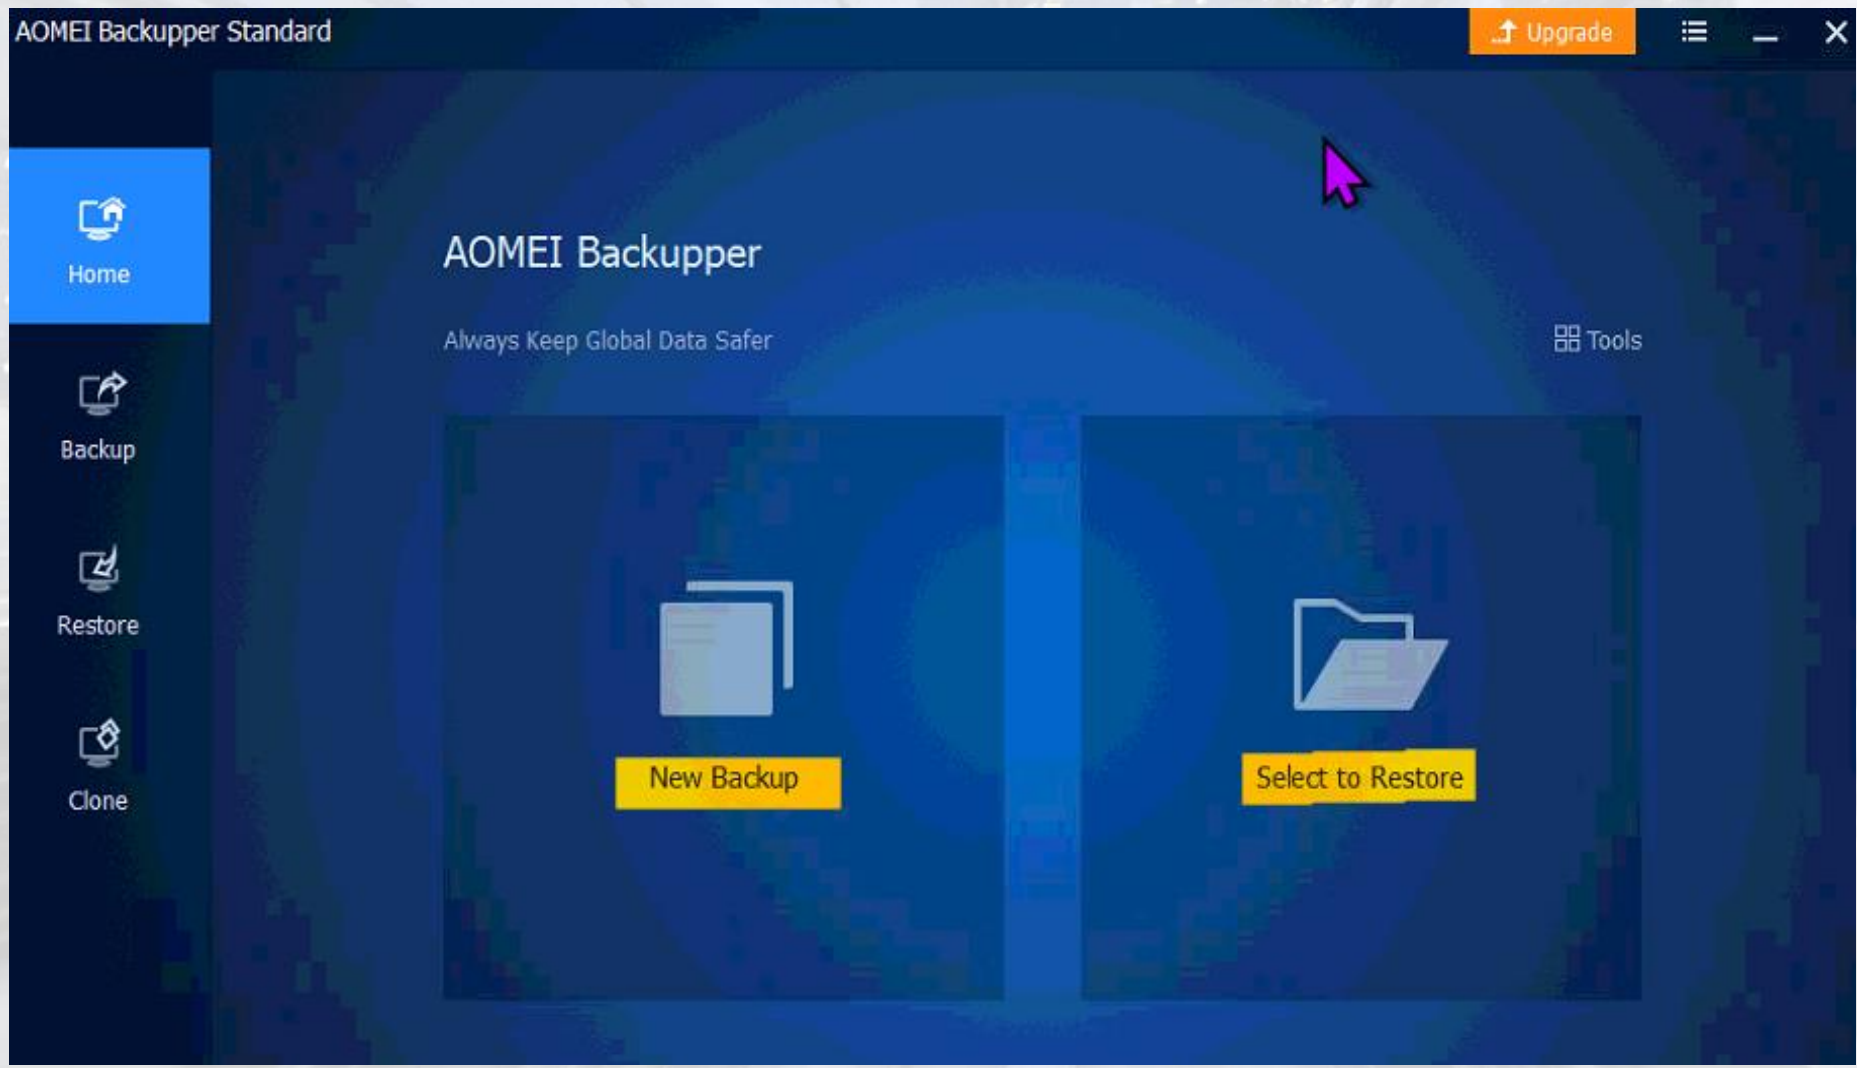 AOMEI Backupper Standard
Upgrade
Home
Backup
Restore
Clone
AOMEI Backupper
Always Keep Global Data Safer
Tools
New Backup
Select to Restore